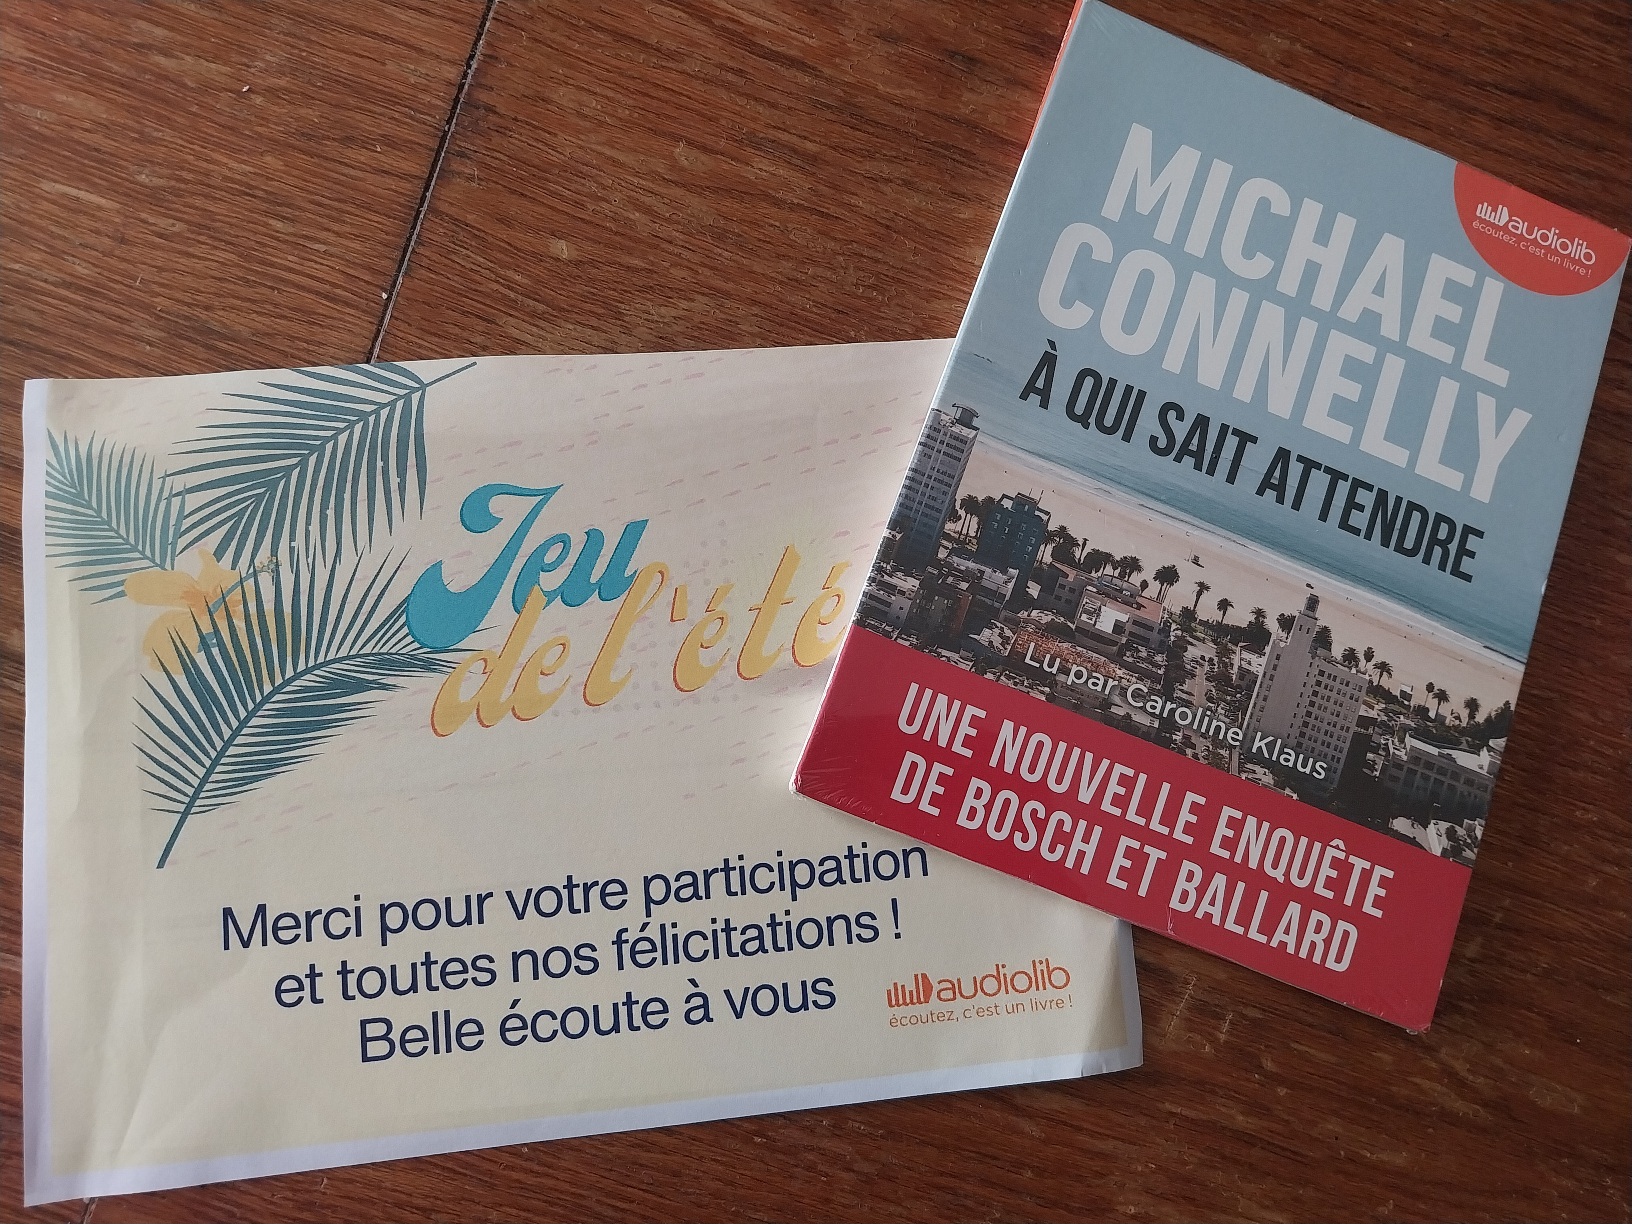 MICHAEL
CONNELLY
À QUI SAIT ATTENDRE
audiolib
écoutez, c'est un livre !
Lu par Caroline Klaus
UNE NOUVELLE ENQUÊTE
DE BOSCH ET BALLARD
Jeu
de l'été
Merci pour votre participation
et toutes nos félicitations !
Belle écoute à vous
audiolib
écoutez, c'est un livre !